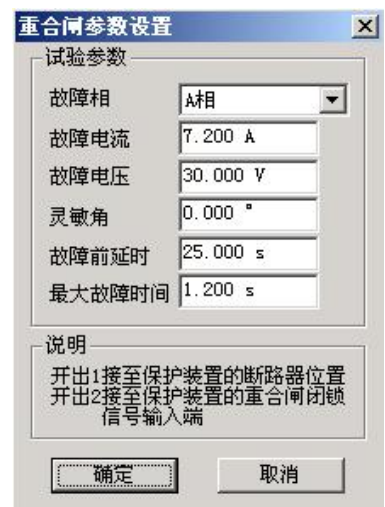 重合闸参数设置
试验参数
故障相 A相
故障电流 7.200 A
故障电压 30.000 V
灵敏角 0.000 °
故障前延时 25.000 s
最大故障时间 1.200 s
说明
开出1接至保护装置的断路器位置
开出2接至保护装置的重合闸闭锁
信号输入端
确定 取消